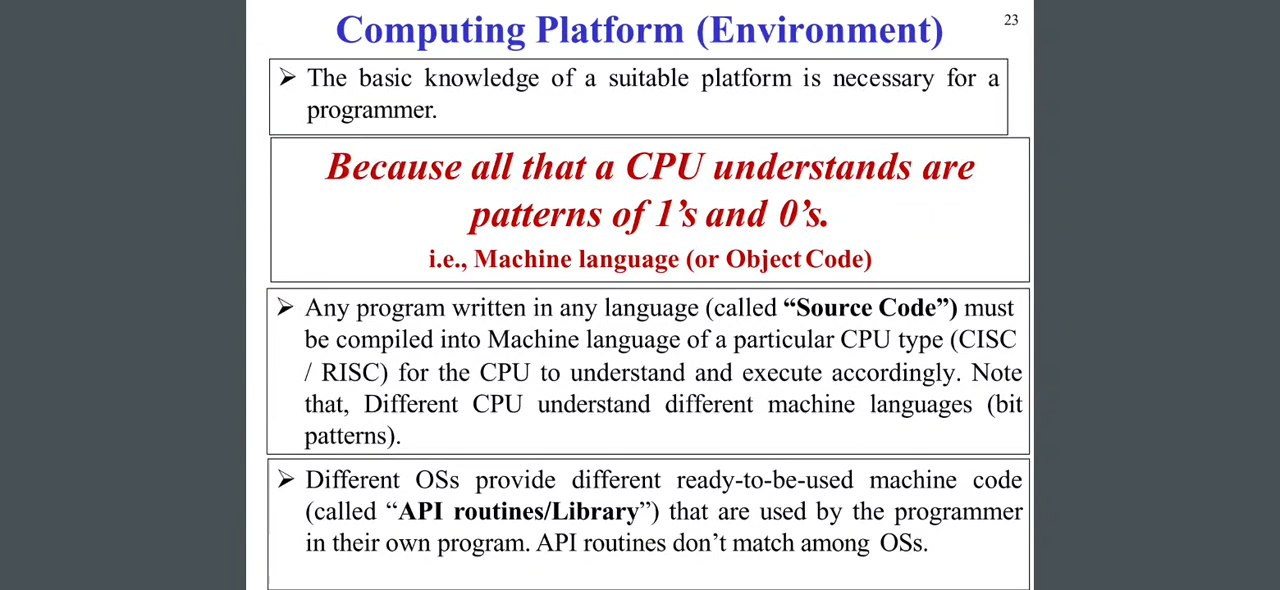 Computing Platform (Environment)
23
➢ The basic knowledge of a suitable platform is necessary for a
programmer.
Because all that a CPU understands are
patterns of 1’s and 0’s.
i.e., Machine language (or Object Code)
➢ Any program written in any language (called “Source Code”) must
be compiled into Machine language of a particular CPU type (CISC
/ RISC) for the CPU to understand and execute accordingly. Note
that, Different CPU understand different machine languages (bit
patterns).
➢ Different OSs provide different ready-to-be-used machine code
(called “API routines/Library”) that are used by the programmer
in their own program. API routines don’t match among OSs.